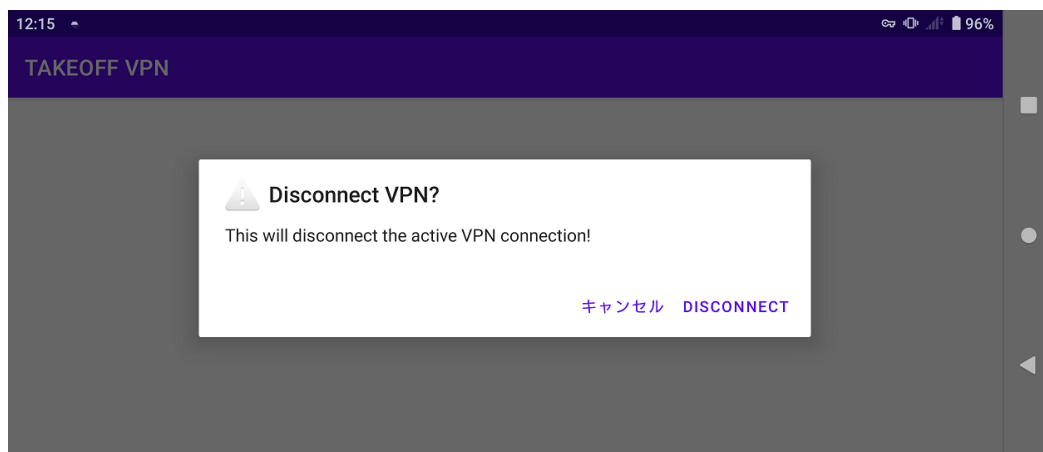 12:15
96%
TAKEOFF VPN
Disconnect VPN?
This will disconnect the active VPN connection!
キャンセル DISCONNECT